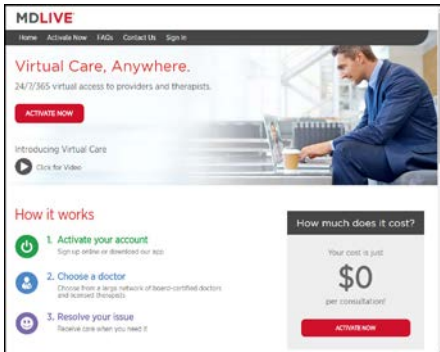 MDLIVE
Home Activate Now FAQs Contact Us Sign In
Virtual Care, Anywhere.
24/7/365 virtual access to providers and therapists.
ACTIVATE NOW
Introducing Virtual Care
Click for Video
How it works
1. Activate your account
Sign up online or download our app
2. Choose a doctor
Choose from a large network of board-certified doctors
and licensed therapists
3. Resolve your issue
Receive care when you need it
How much does it cost?
Your cost is just
$0
per consultation!
ACTIVATE NOW